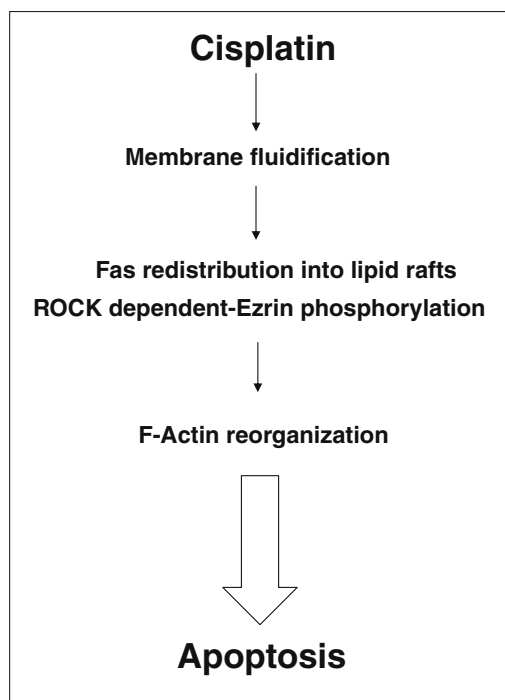 Cisplatin
Membrane fluidification
Fas redistribution into lipid rafts
ROCK dependent-Ezrin phosphorylation
F-Actin reorganization
Apoptosis